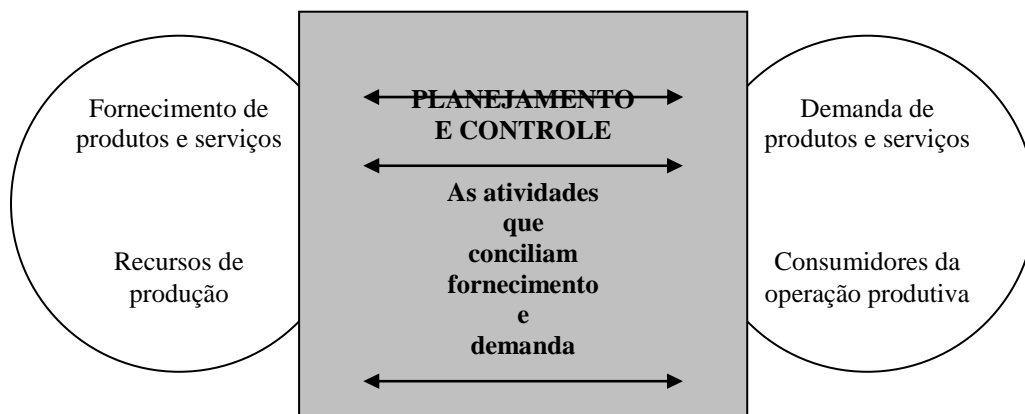 Fornecimento de
produtos e serviços
Recursos de
produção
PLANEJAMENTO
E CONTROLE
As atividades
que
conciliam
fornecimento
e
demanda
Demanda de
produtos e serviços
Consumidores da
operação produtiva